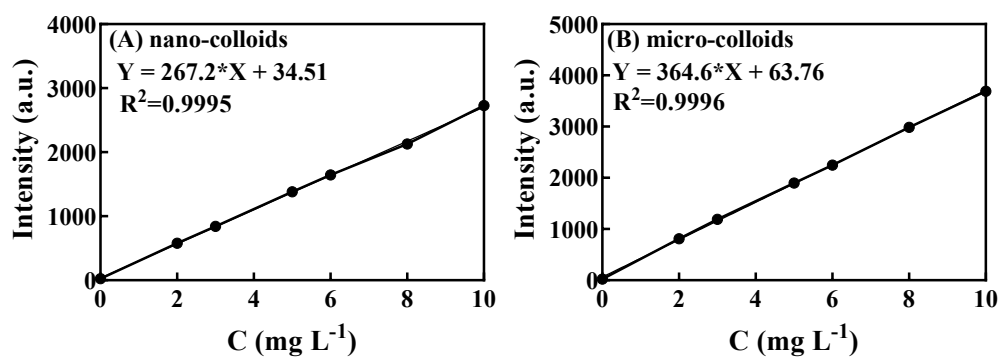 (A) nano-colloids
Y = 267.2*X + 34.51
R²=0.9995
Intensity (a.u.)
4000
3000
2000
1000
0
0 2 4 6 8 10
C (mg L⁻¹)
(B) micro-colloids
Y = 364.6*X + 63.76
R²=0.9996
Intensity (a.u.)
5000
4000
3000
2000
1000
0
0 2 4 6 8 10
C (mg L⁻¹)